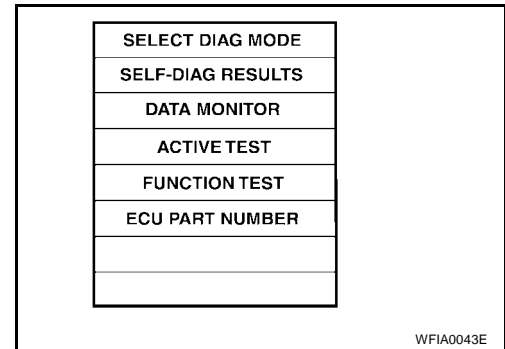 SELECT DIAG MODE
SELF-DIAG RESULTS
DATA MONITOR
ACTIVE TEST
FUNCTION TEST
ECU PART NUMBER
WFIA0043E